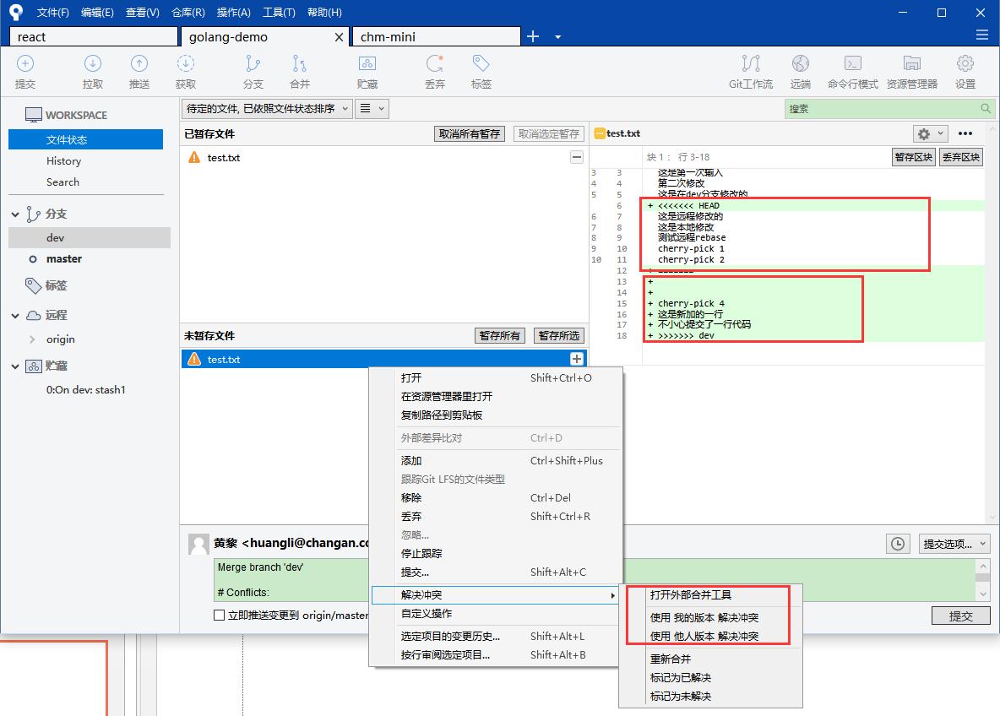 文件(F) 编辑(E) 查看(V) 仓库(R) 操作(A) 工具(T) 帮助(H)
react
golang-demo
chm-mini
提交
拉取
推送
获取
分支
合并
贮藏
丢弃
标签
Git工作流
远端
命令行模式
资源管理器
设置
WORKSPACE
文件状态
History
Search
分支
dev
master
标签
远程
origin
贮藏
0:On dev: stash1
待定的文件, 已依照文件状态排序
搜索
已暂存文件
取消所有暂存
取消选定暂存
test.txt
未暂存文件
暂存所有
暂存所选
test.txt
test.txt
块 1： 行 3-18
暂存区块
丢弃区块
3 3 这是第一次输入
4 4 第二次修改
5 5 这是在dev分支修改的
6 + <<<<<<< HEAD
6 7 这是远程修改的
7 8 这是本地修改
8 9 测试远程rebase
9 10 cherry-pick 1
10 11 cherry-pick 2
12 + =======
13 +
14 +
15 + cherry-pick 4
16 + 这是新加的一行
17 + 不小心提交了一行代码
18 + >>>>>>> dev
打开 Shift+Ctrl+O
在资源管理器里打开
复制路径到剪贴板
外部差异比对 Ctrl+D
添加 Ctrl+Shift+Plus
跟踪Git LFS的文件类型
移除 Ctrl+Del
丢弃 Shift+Ctrl+R
忽略...
停止跟踪
提交... Shift+Alt+C
解决冲突
自定义操作
选定项目的变更历史... Shift+Alt+L
按行审阅选定项目... Shift+Alt+B
打开外部合并工具
使用 我的版本 解决冲突
使用 他人版本 解决冲突
重新合并
标记为已解决
标记为未解决
黄黎 <huangli@changan.co
提交选项...
Merge branch 'dev'
# Conflicts:
立即推送变更到 origin/master
提交